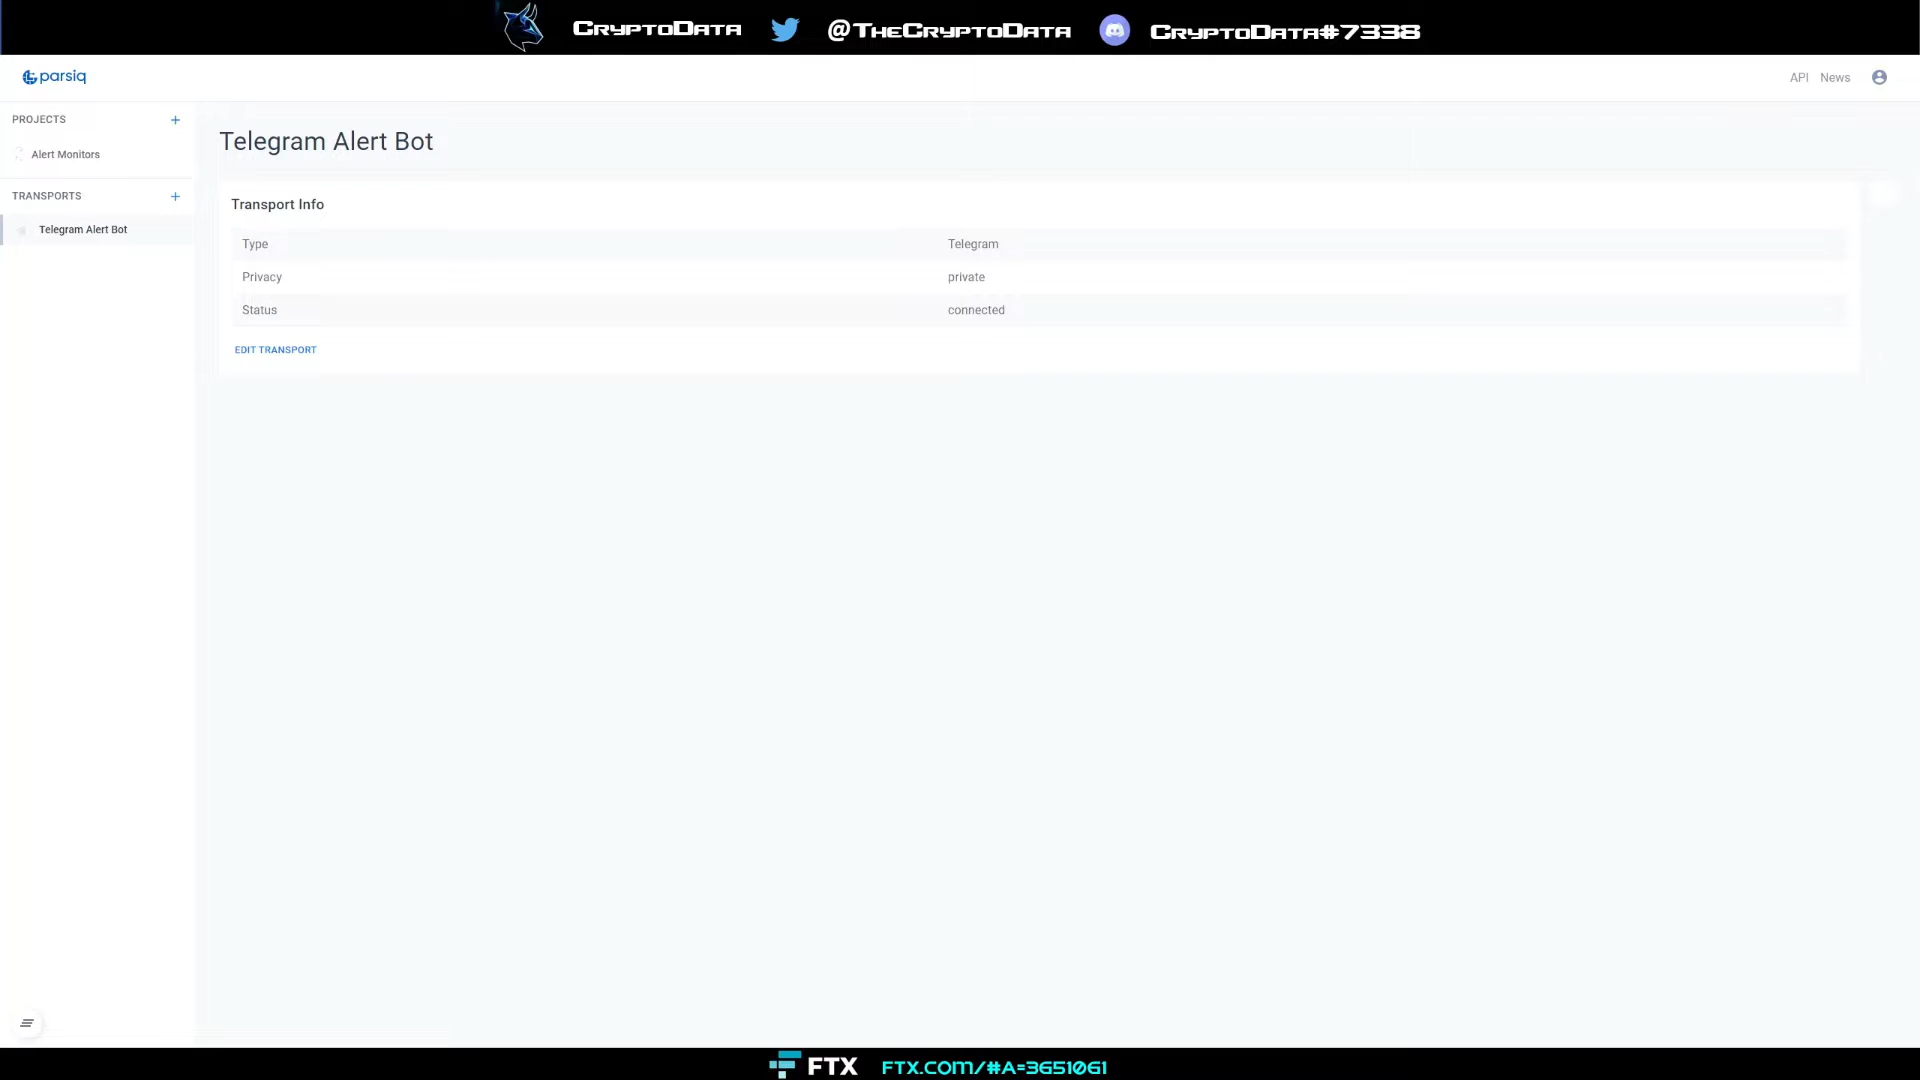 CryptoData @TheCryptoData CryptoData#7338
parsiq API News
PROJECTS +
Alert Monitors
TRANSPORTS +
Telegram Alert Bot
Telegram Alert Bot
Transport Info
Type Telegram
Privacy private
Status connected
EDIT TRANSPORT
FTX FTX.COM/#A=3651061